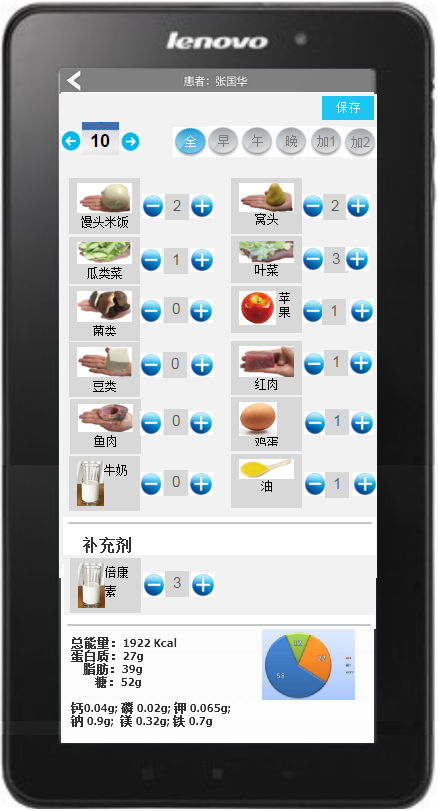 lenovo
患者: 张国华
保存
10
全 早 午 晚 加1 加2
馒头米饭 2 窝头 2
瓜类菜 1 叶菜 3
菌类 0 苹果 1
豆类 0 红肉 1
鱼肉 0 鸡蛋 1
牛奶 0 油 1
补充剂
倍康素 3
总能量: 1922 Kcal
蛋白质: 27g
脂肪: 39g
糖: 52g
钙0.04g; 磷 0.02g; 钾 0.065g;
钠 0.9g; 镁 0.32g; 铁 0.7g
58